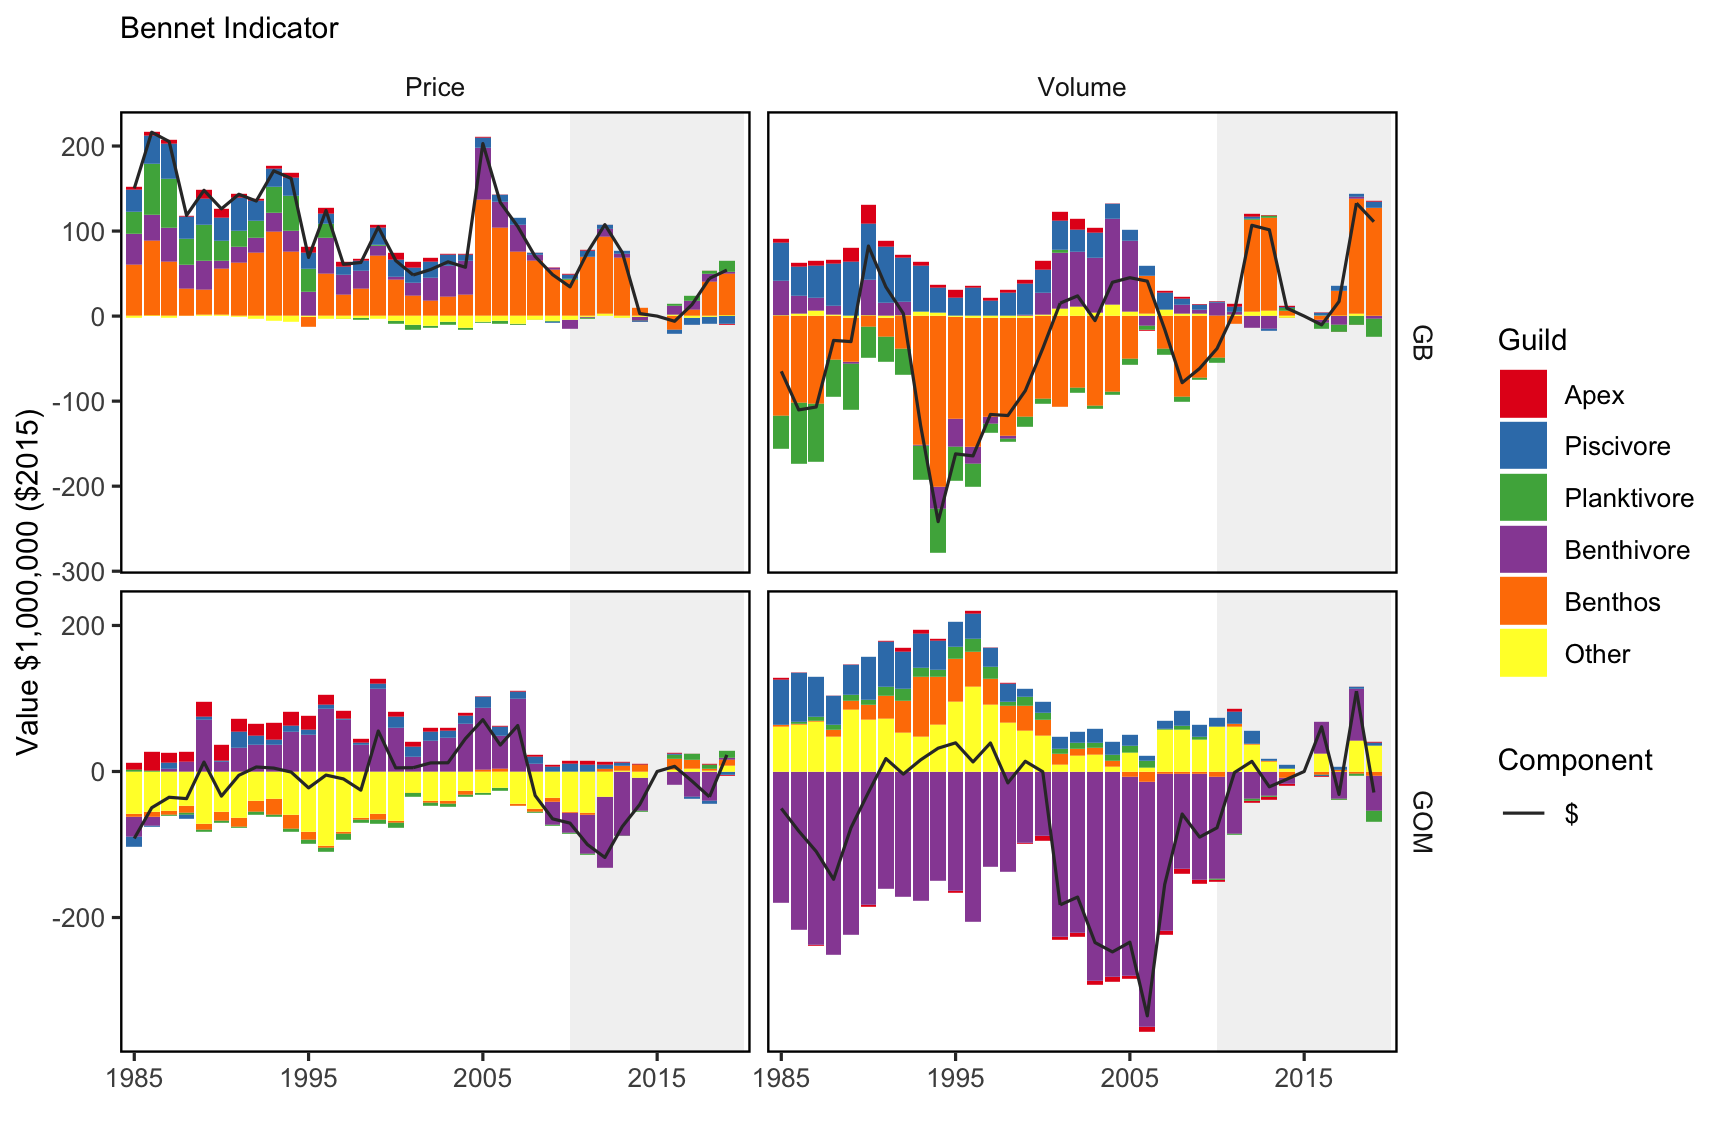 Bennet Indicator
Price
Volume
Value $1,000,000 ($2015)
200
100
0
-100
-200
-300
GB
200
0
-200
GOM
1985
1995
2005
2015
1985
1995
2005
2015
Guild
Apex
Piscivore
Planktivore
Benthivore
Benthos
Other
Component
$